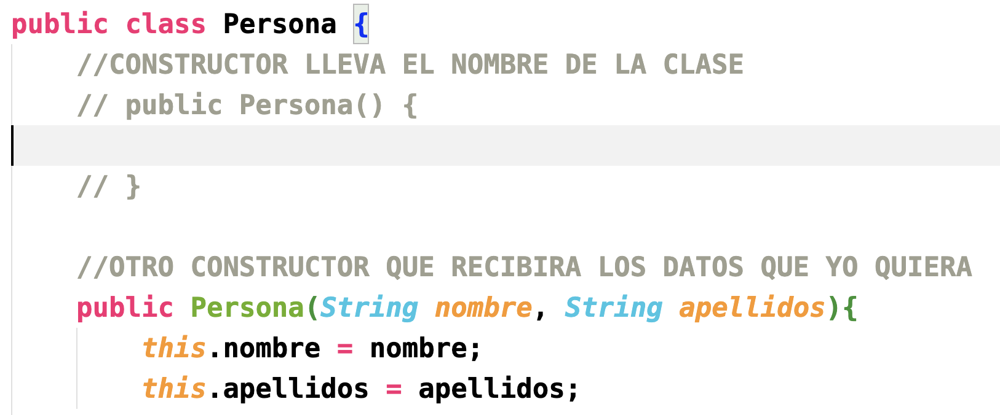 public class Persona {
//CONSTRUCTOR LLEVA EL NOMBRE DE LA CLASE
// public Persona() {
// }
//OTRO CONSTRUCTOR QUE RECIBIRA LOS DATOS QUE YO QUIERA
public Persona(String nombre, String apellidos){
this.nombre = nombre;
this.apellidos = apellidos;